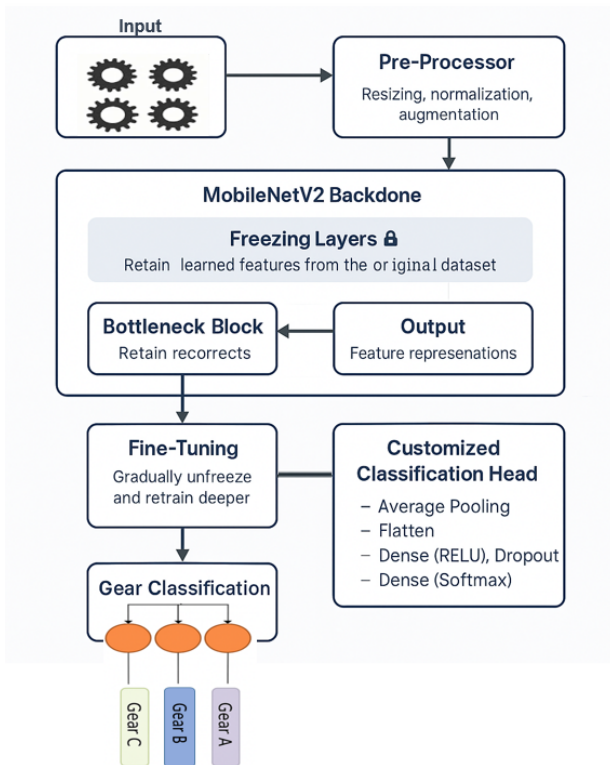 Input
Pre-Processor
Resizing, normalization,
augmentation
MobileNetV2 Backdone
Freezing Layers
Retain learned features from the or iginal dataset
Bottleneck Block
Retain recorrects
Output
Feature represenations
Fine-Tuning
Gradually unfreeze
and retrain deeper
Customized
Classification Head
– Average Pooling
– Flatten
– Dense (RELU), Dropout
– Dense (Softmax)
Gear Classification
Gear C
Gear B
Gear A